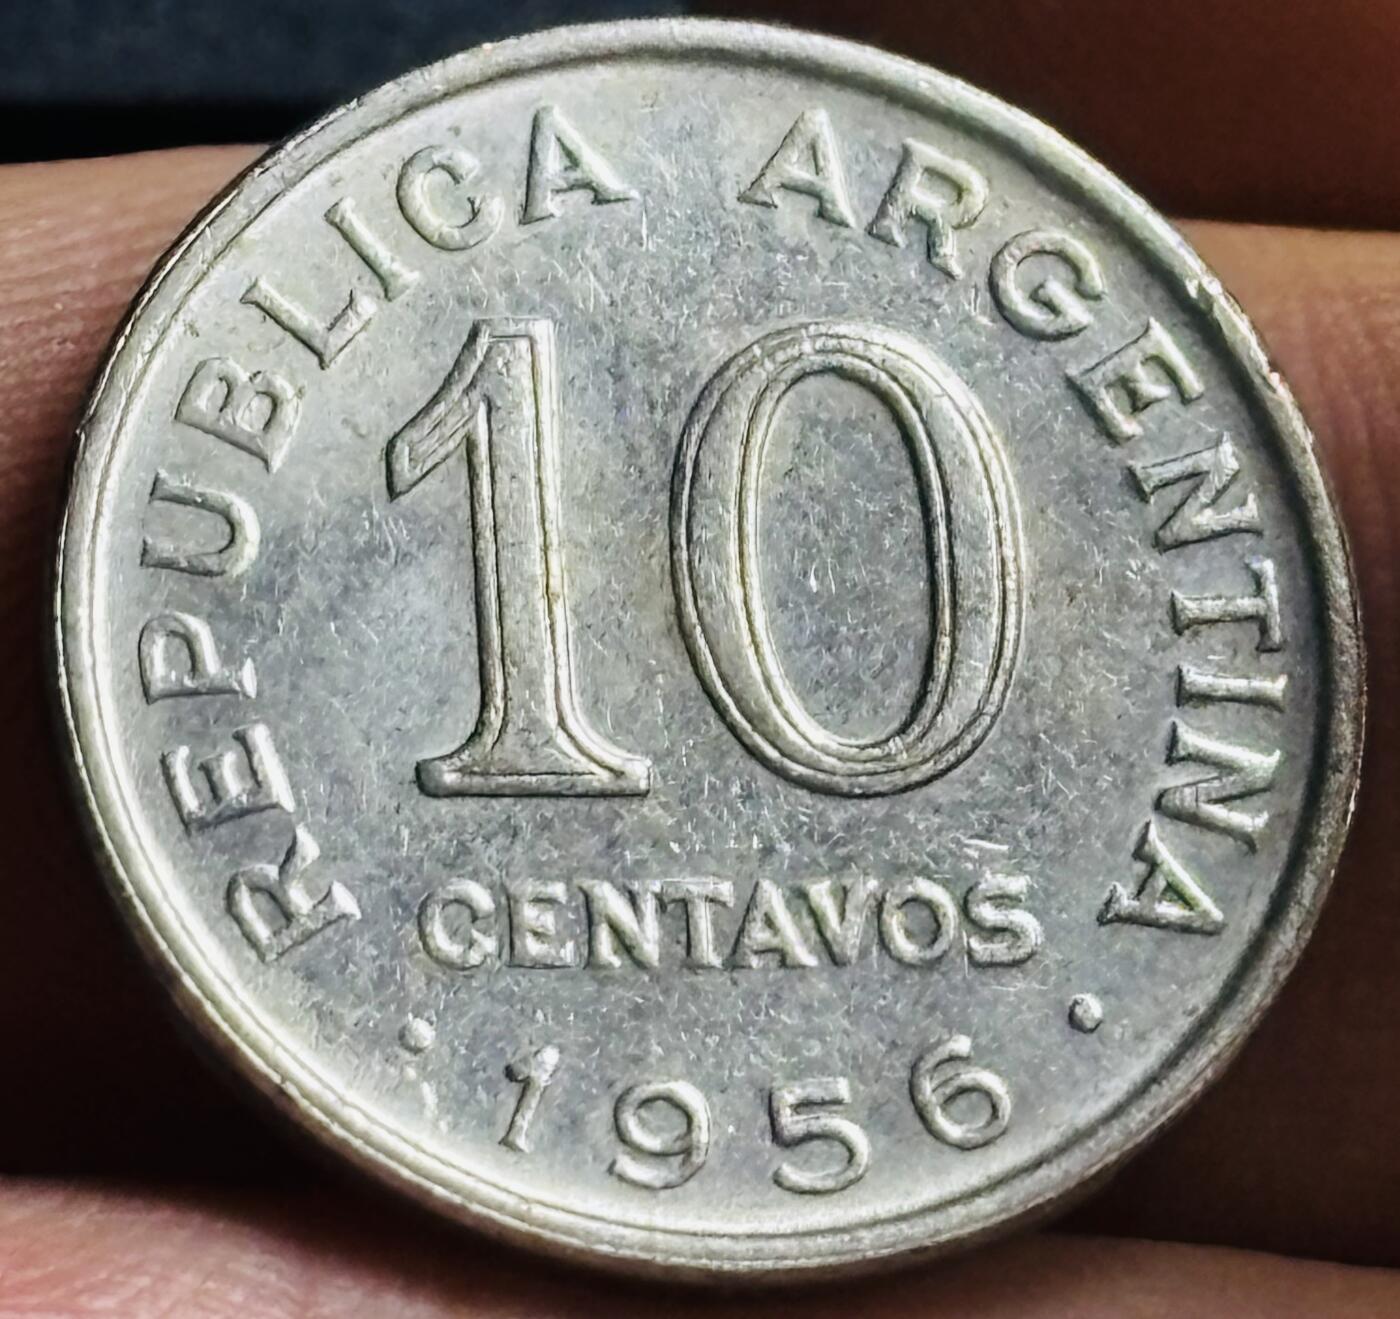 REPUBLICA ARGENTINA
10
CENTAVOS
· 1956 ·